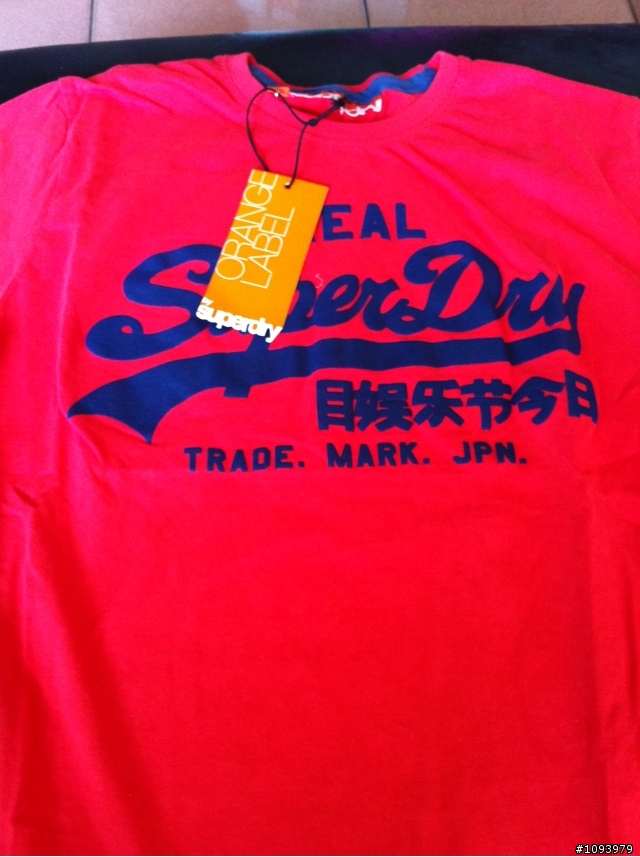 ORANGE
LABEL
superdry
REAL
SuperDry
目娱乐节今日
TRADE. MARK. JPN.
#1093979